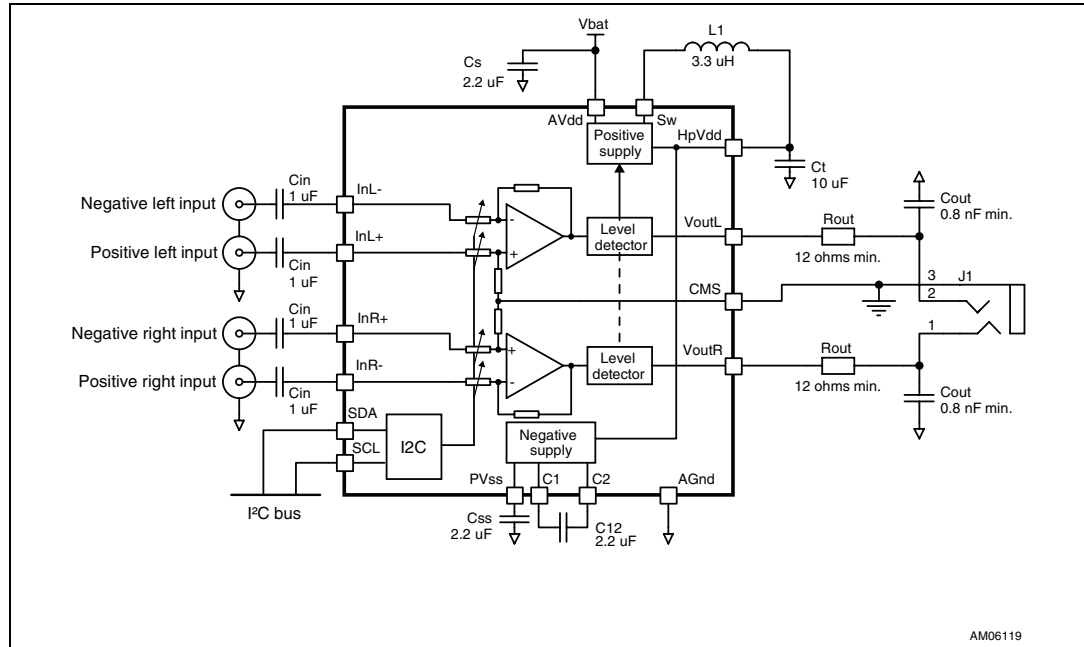 Vbat
L1
3.3 uH
Cs
2.2 uF
AVdd
Sw
Positive
supply
HpVdd
Ct
10 uF
Negative left input
Cin
1 uF
InL-
-
Level
detector
VoutL
Rout
12 ohms min.
Cout
0.8 nF min.
Positive left input
Cin
1 uF
InL+
+
CMS
3
J1
2
1
Negative right input
Cin
1 uF
InR+
+
Level
detector
VoutR
Rout
12 ohms min.
Cout
0.8 nF min.
Positive right input
Cin
1 uF
InR-
-
SDA
SCL
I2C
I²C bus
Negative
supply
PVss
C1
C2
AGnd
Css
2.2 uF
C12
2.2 uF
AM06119